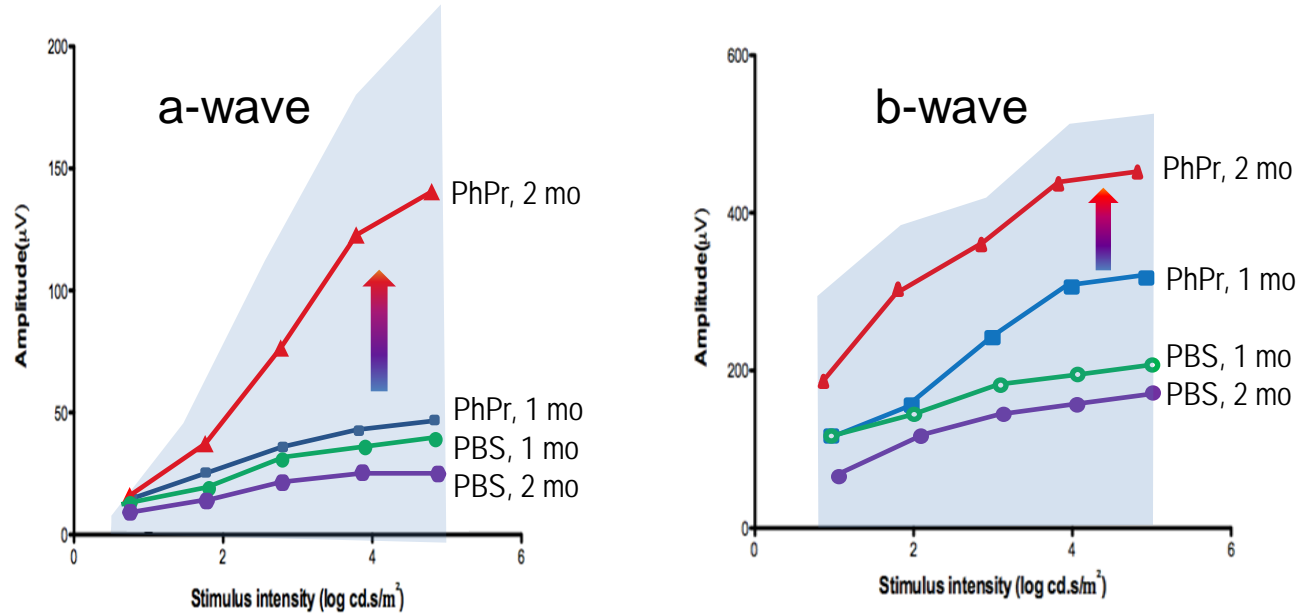 a-wave
Amplitude(µV)
200
150
100
50
0
0
2
4
6
Stimulus intensity (log cd.s/m²)
PhPr, 2 mo
PhPr, 1 mo
PBS, 1 mo
PBS, 2 mo
b-wave
Amplitude(µV)
600
400
200
0
0
2
4
6
Stimulus intensity (log cd.s/m²)
PhPr, 2 mo
PhPr, 1 mo
PBS, 1 mo
PBS, 2 mo